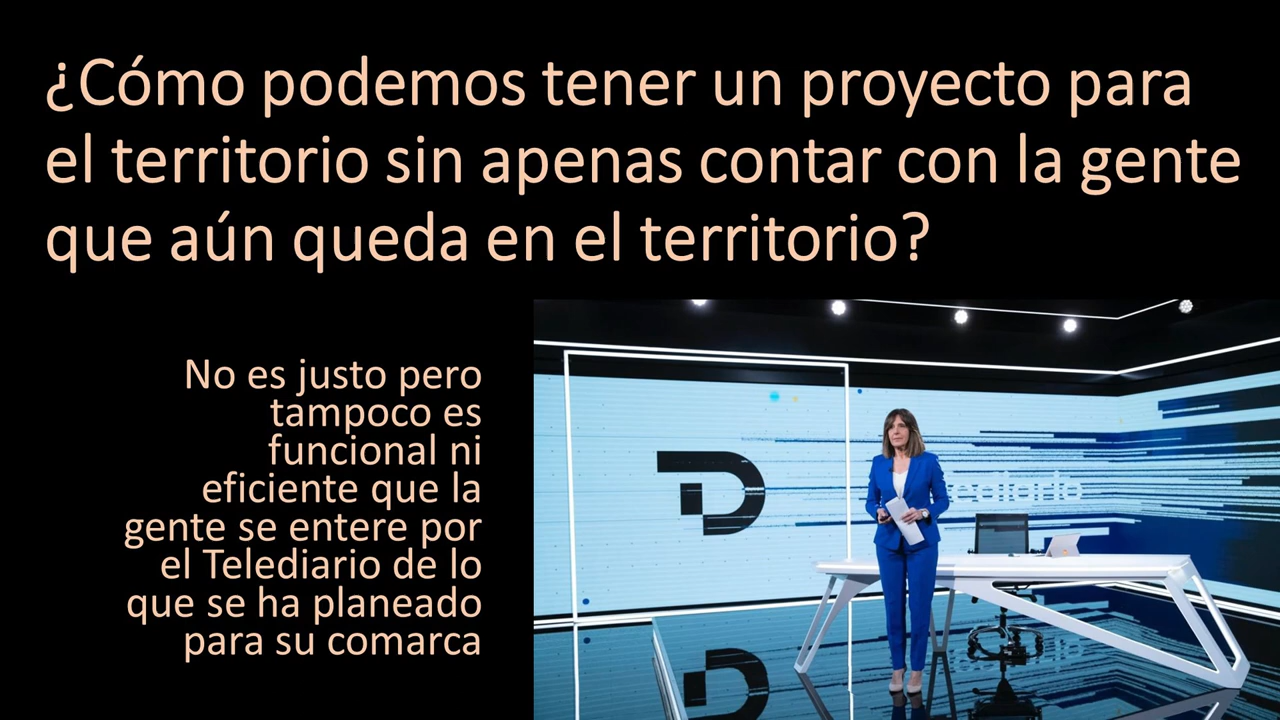 ¿Cómo podemos tener un proyecto para
el territorio sin apenas contar con la gente
que aún queda en el territorio?
No es justo pero
tampoco es
funcional ni
eficiente que la
gente se entere por
el Telediario de lo
que se ha planeado
para su comarca
TD
ediario